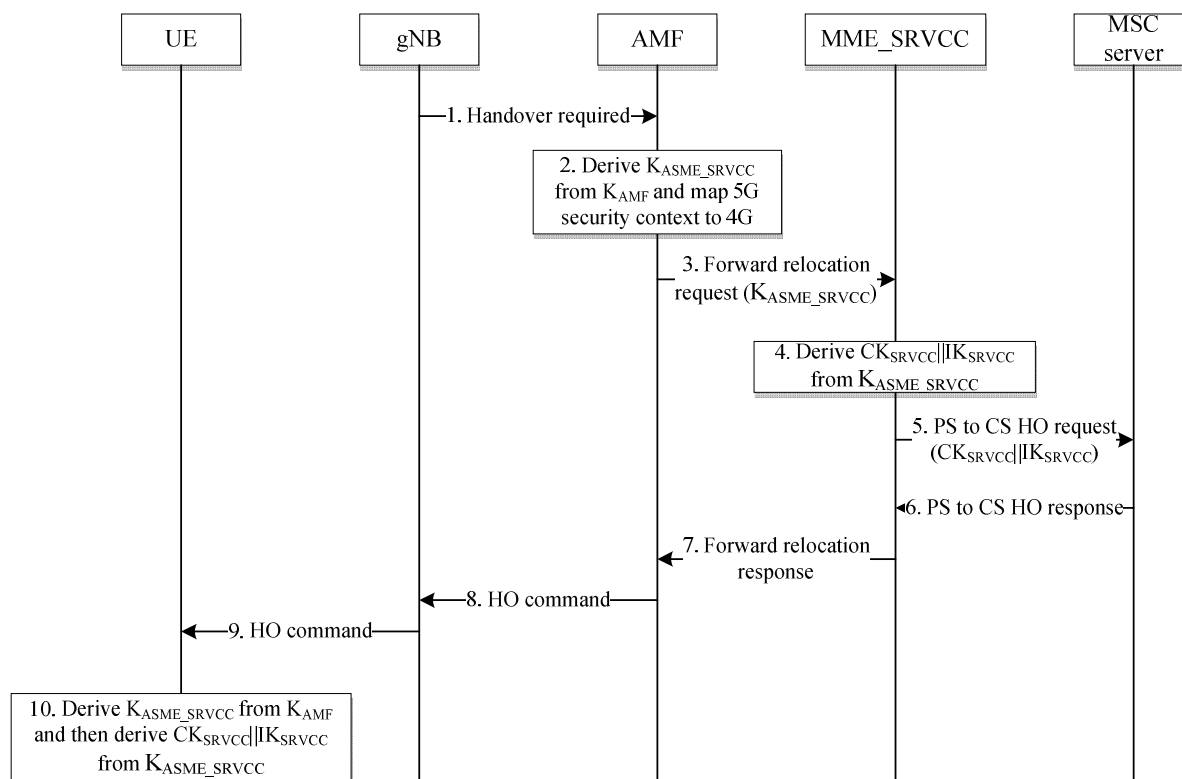 UE
gNB
AMF
MME_SRVCC
MSC
server
1. Handover required
2. Derive KASME_SRVCC
from KAMF and map 5G
security context to 4G
3. Forward relocation
request (KASME_SRVCC)
4. Derive CKSRVCC||IKSRVCC
from KASME_SRVCC
5. PS to CS HO request
(CKSRVCC||IKSRVCC)
6. PS to CS HO response
7. Forward relocation
response
8. HO command
9. HO command
10. Derive KASME_SRVCC from KAMF
and then derive CKSRVCC||IKSRVCC
from KASME_SRVCC